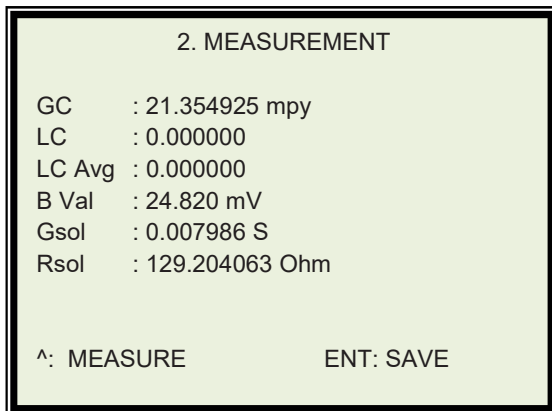 2. MEASUREMENT
GC : 21.354925 mpy
LC : 0.000000
LC Avg : 0.000000
B Val : 24.820 mV
Gsol : 0.007986 S
Rsol : 129.204063 Ohm
^: MEASURE ENT: SAVE